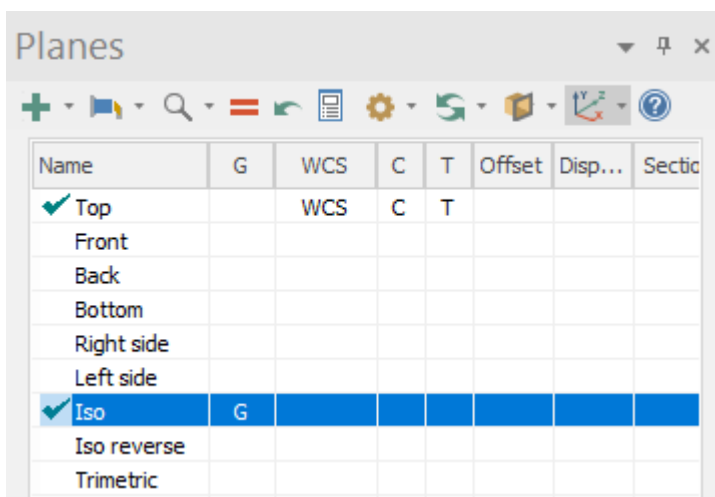 Planes
Name G WCS C T Offset Disp... Sectio
Top WCS C T
Front
Back
Bottom
Right side
Left side
Iso G
Iso reverse
Trimetric